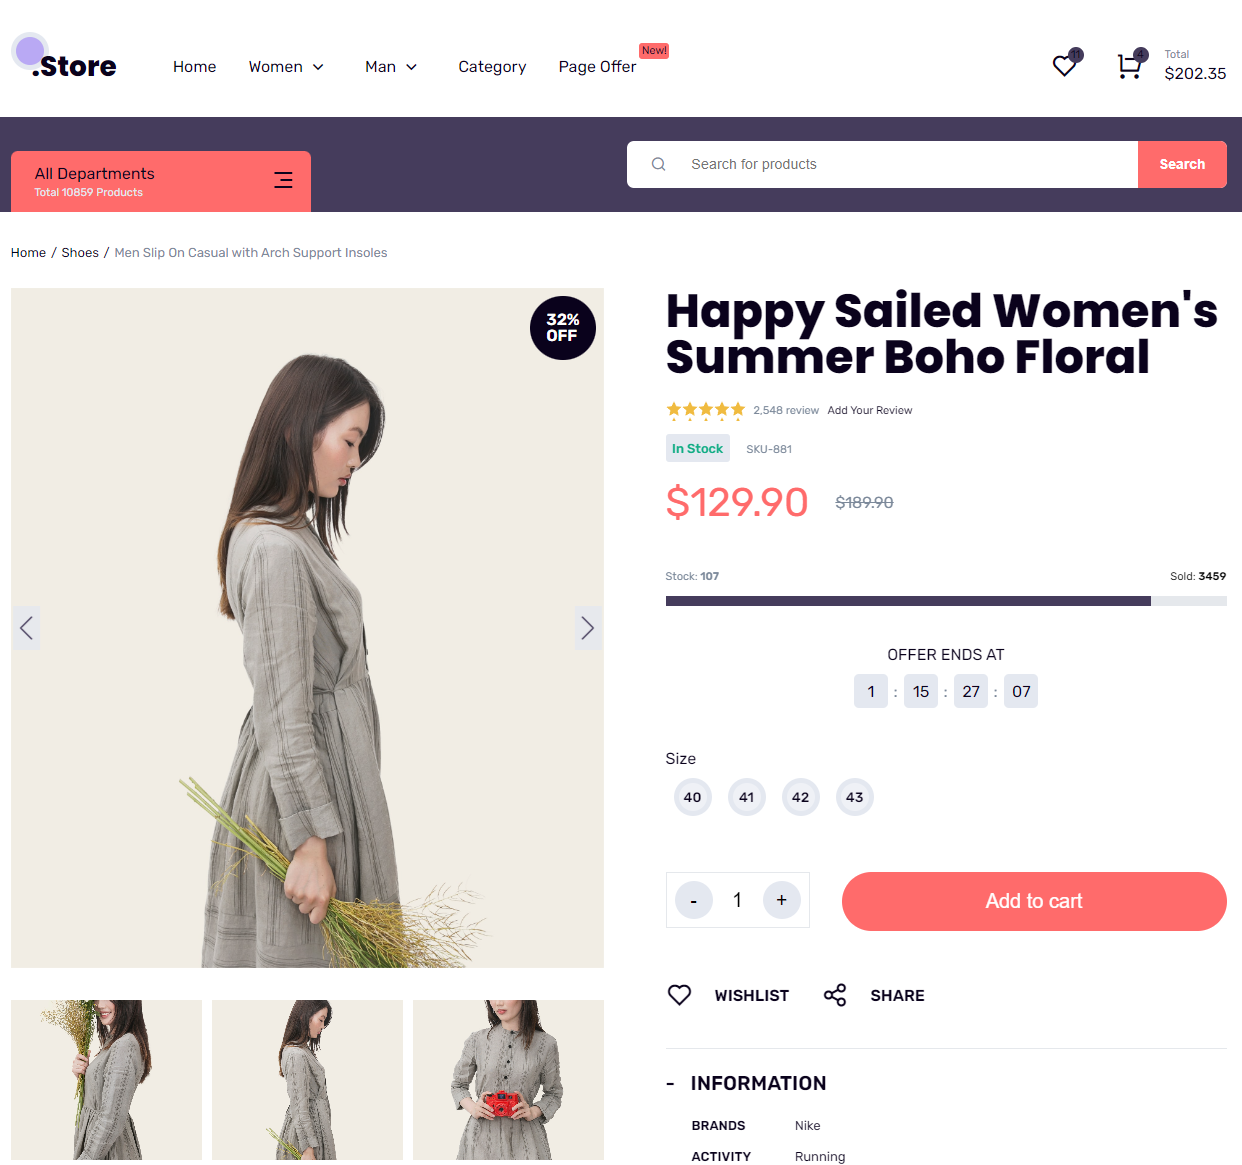 .Store
Home Women Man Category Page Offer New!
11
4
Total
$202.35
All Departments
Total 10859 Products
Search for products
Search
Home / Shoes / Men Slip On Casual with Arch Support Insoles
32%
OFF
Happy Sailed Women's
Summer Boho Floral
2,548 review Add Your Review
In Stock SKU-881
$129.90 $189.90
Stock: 107 Sold: 3459
OFFER ENDS AT
1 : 15 : 27 : 07
Size
40 41 42 43
- 1 + Add to cart
WISHLIST SHARE
- INFORMATION
BRANDS Nike
ACTIVITY Running